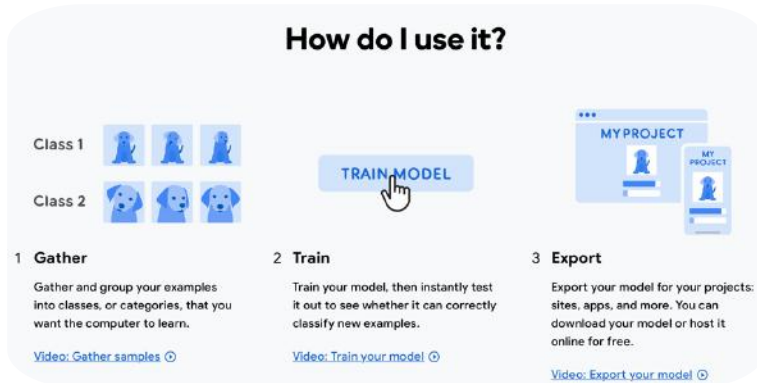 How do I use it?
Class 1
Class 2
TRAIN MODEL
MY PROJECT
MY
PROJECT
1 Gather
Gather and group your examples
into classes, or categories, that you
want the computer to learn.
Video: Gather samples
2 Train
Train your model, then instantly test
it out to see whether it can correctly
classify new examples.
Video: Train your model
3 Export
Export your model for your projects:
sites, apps, and more. You can
download your model or host it
online for free.
Video: Export your model